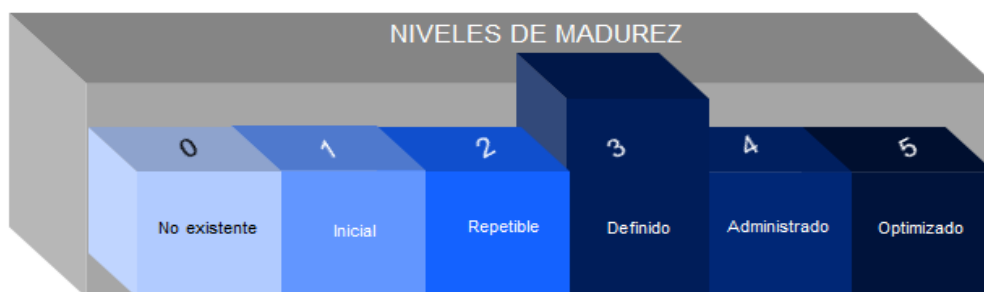 NIVELES DE MADUREZ
0
1
2
3
4
5
No existente
Inicial
Repetible
Definido
Administrado
Optimizado